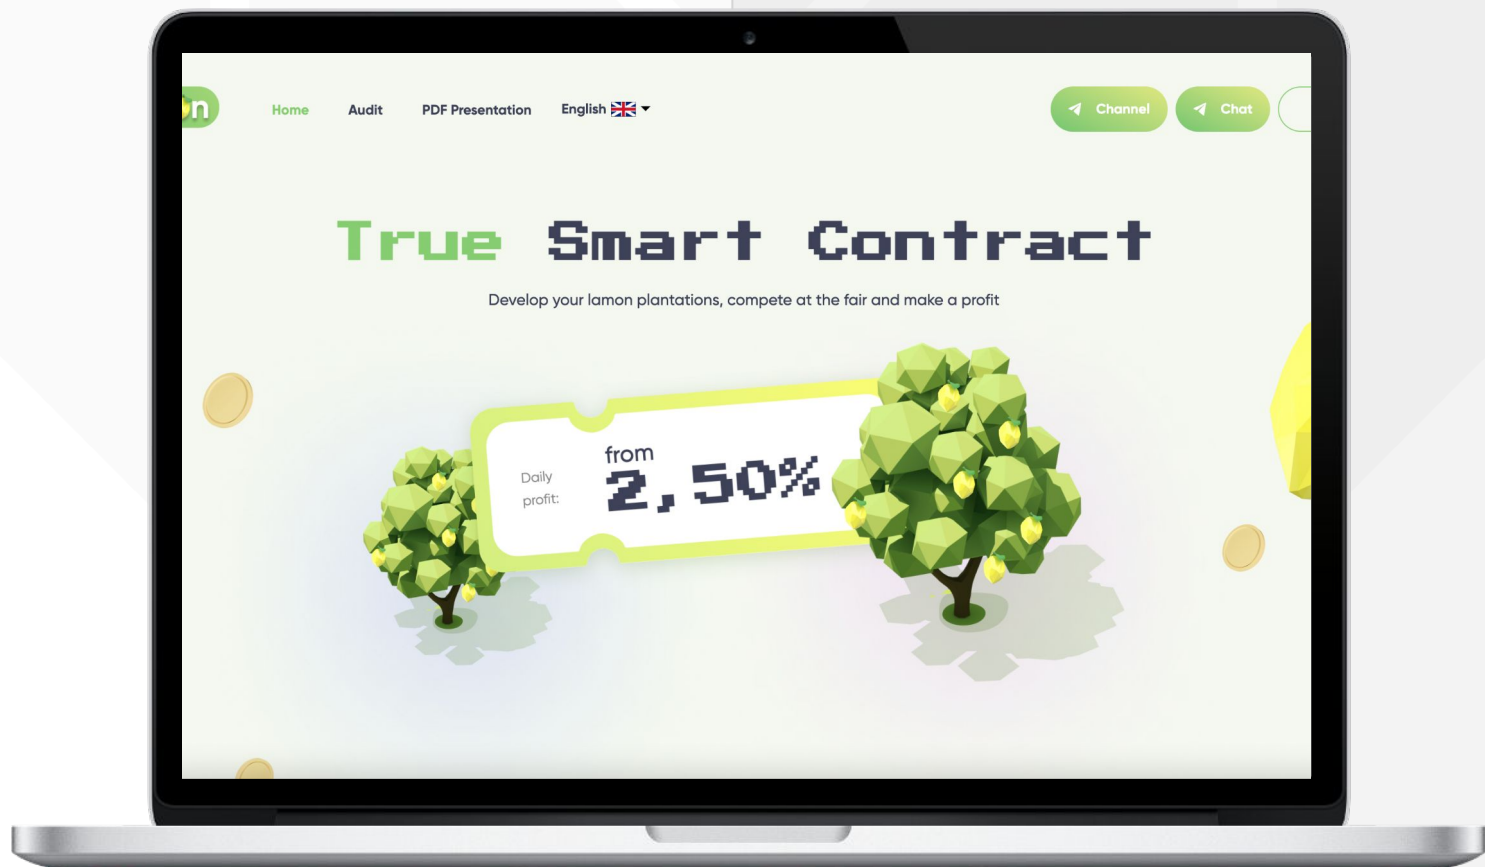 Home Audit PDF Presentation English Channel Chat
True Smart Contract
Develop your lamon plantations, compete at the fair and make a profit
from
Daily
profit:
2,50%